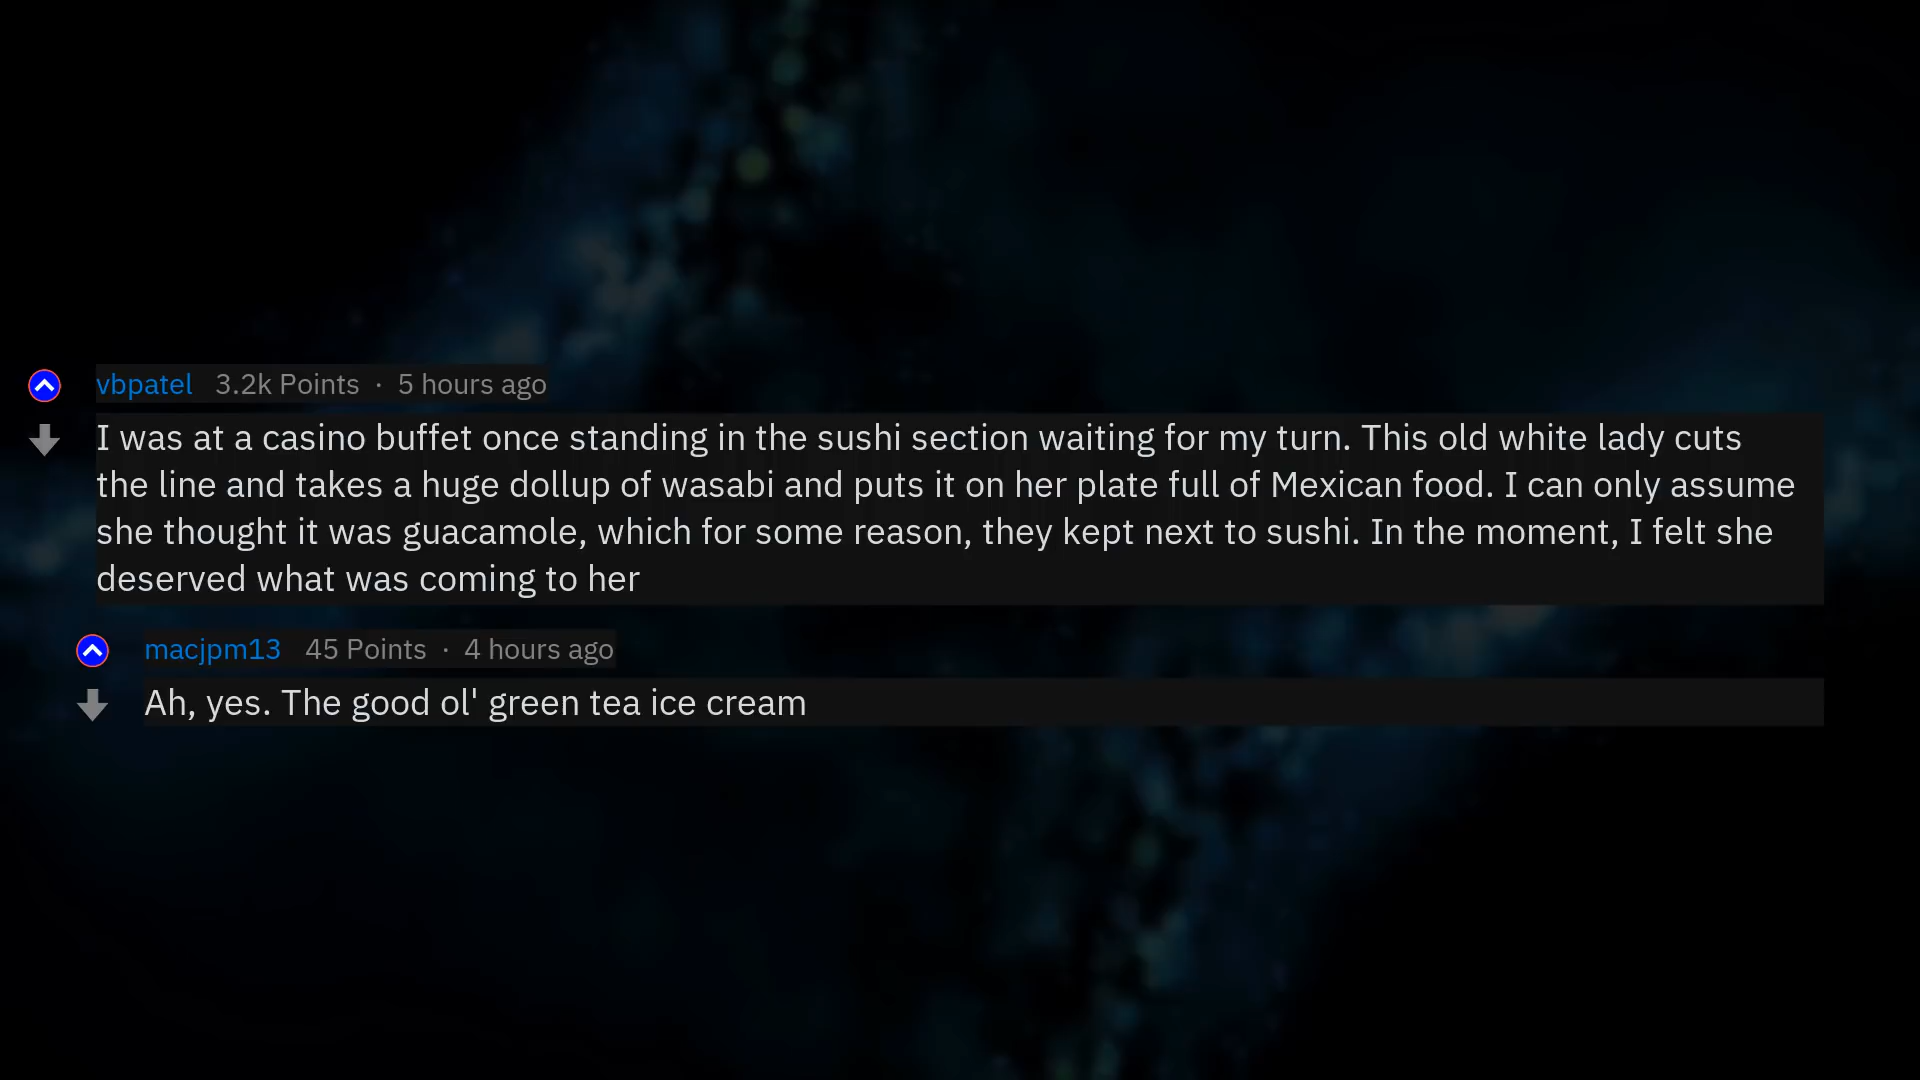 vbpatel 3.2k Points · 5 hours ago
I was at a casino buffet once standing in the sushi section waiting for my turn. This old white lady cuts
the line and takes a huge dollup of wasabi and puts it on her plate full of Mexican food. I can only assume
she thought it was guacamole, which for some reason, they kept next to sushi. In the moment, I felt she
deserved what was coming to her
macjpm13 45 Points · 4 hours ago
Ah, yes. The good ol' green tea ice cream